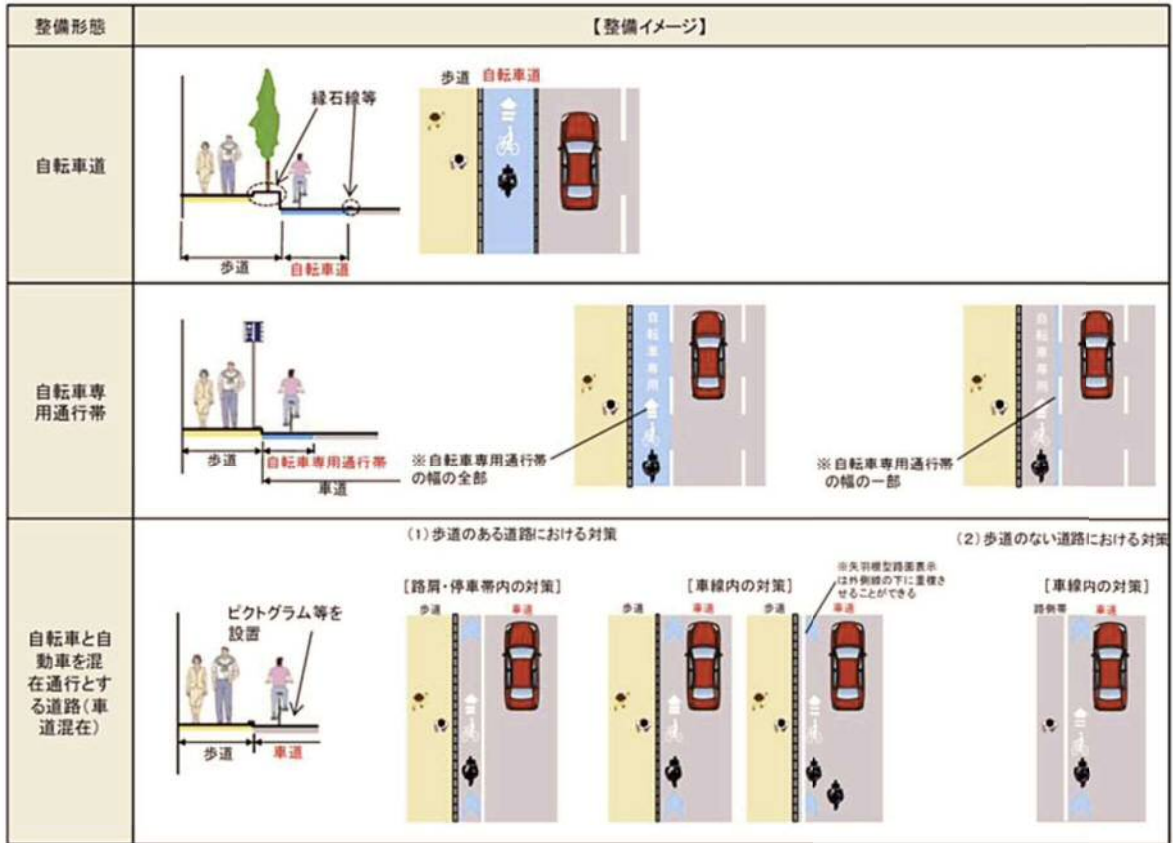 整備形態
【整備イメージ】
自転車道
縁石線等
歩道
自転車道
歩道
自転車道
自転車専
用通行帯
歩道
自転車専用通行帯
車道
※自転車専用通行帯
の幅の全部
自転車専用
※自転車専用通行帯
の幅の一部
自転車専用
自転車と自
動車を混
在通行とす
る道路(車
道混在)
ピクトグラム等を
設置
歩道
車道
(1)歩道のある道路における対策
[路肩・停車帯内の対策]
歩道
車道
[車線内の対策]
歩道
車道
歩道
車道
※矢羽根型路面表示
は外側線の下に重複さ
せることができる
(2)歩道のない道路における対策
[車線内の対策]
路側帯
車道